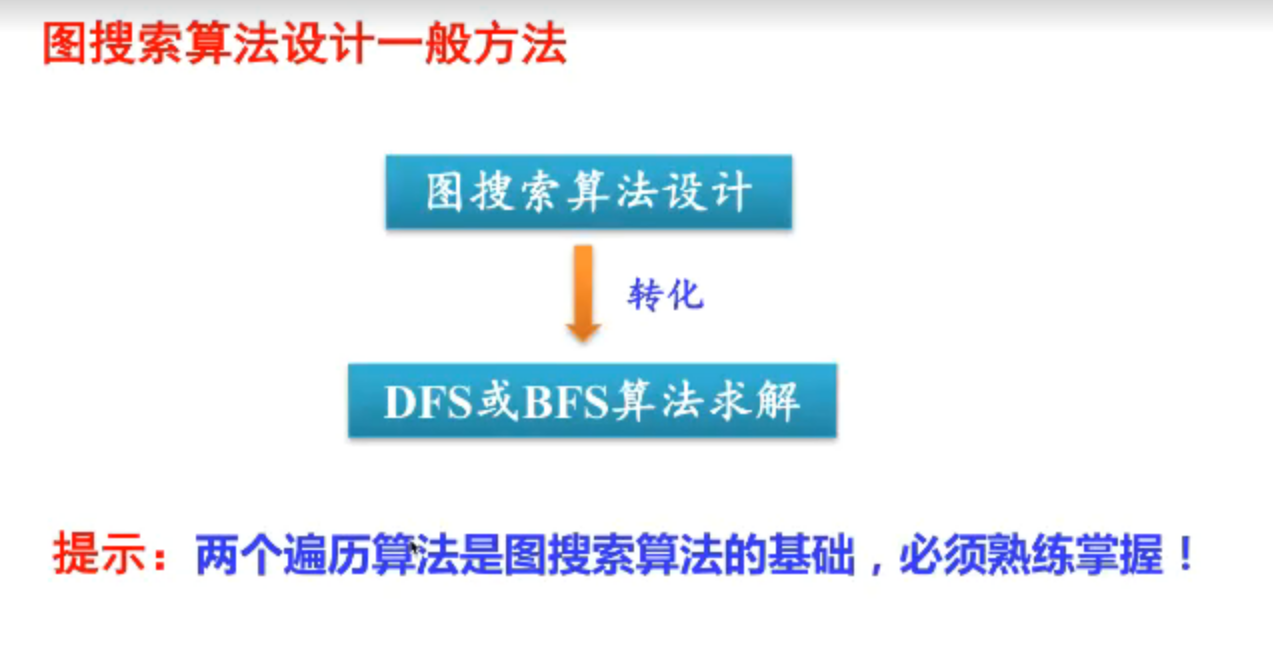 图搜索算法设计一般方法
图搜索算法设计
转化
DFS或BFS算法求解
提示：两个遍历算法是图搜索算法的基础，必须熟练掌握！